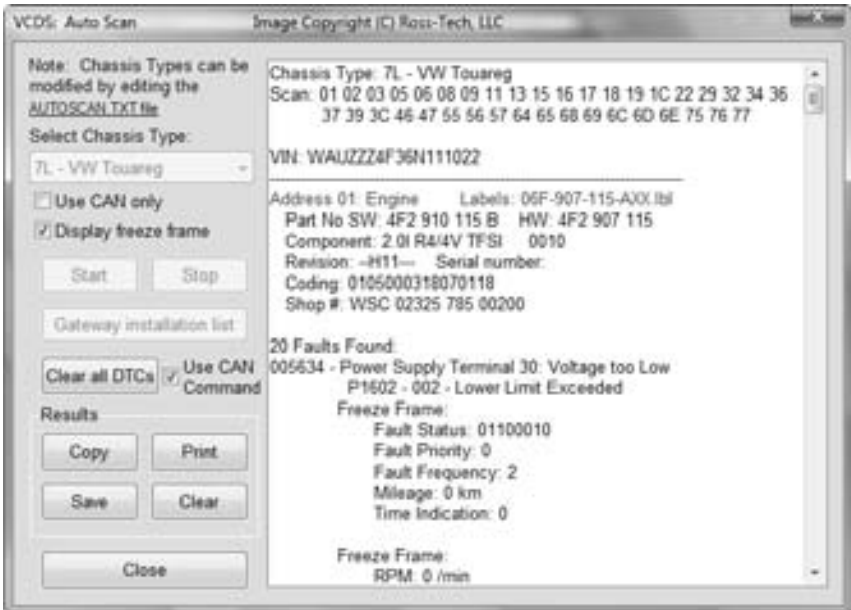 VCDS: Auto Scan
Image Copyright (C) Ross-Tech, LLC
Note: Chassis Types can be
modified by editing the
AUTOSCAN.TXT file
Select Chassis Type:
7L - VW Touareg
Use CAN only
Display freeze frame
Start
Stop
Gateway installation list
Clear all DTCs
Use CAN
Command
Results
Copy
Print
Save
Clear
Close
Chassis Type: 7L - VW Touareg
Scan: 01 02 03 05 06 08 09 11 13 15 16 17 18 19 1C 22 29 32 34 36
37 39 3C 46 47 55 56 57 64 65 68 69 6C 6D 6E 75 76 77
VIN: WAUZZZ4F36N111022
Address 01: Engine Labels: 06F-907-115-AXX.lbl
Part No SW: 4F2 910 115 B HW: 4F2 907 115
Component: 2.0l R4/4V TFSI 0010
Revision: --H11--- Serial number:
Coding: 0105000318070118
Shop #: WSC 02325 785 00200
20 Faults Found:
005634 - Power Supply Terminal 30: Voltage too Low
P1602 - 002 - Lower Limit Exceeded
Freeze Frame:
Fault Status: 01100010
Fault Priority: 0
Fault Frequency: 2
Mileage: 0 km
Time Indication: 0
Freeze Frame:
RPM: 0 /min